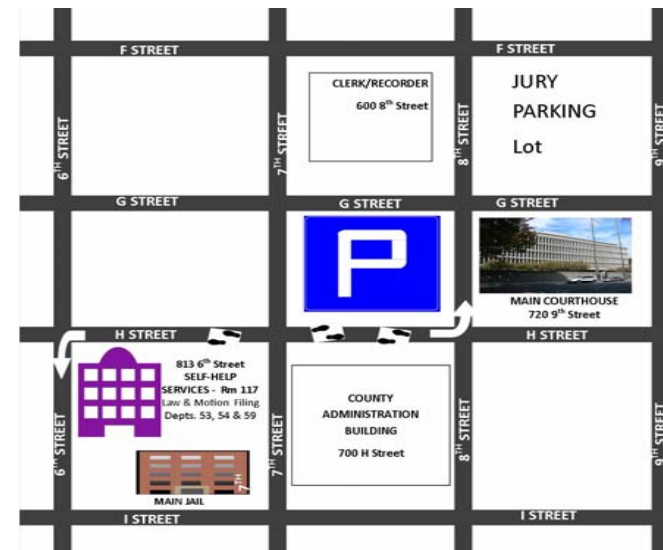 F STREET
F STREET
CLERK/RECORDER
600 8th Street
JURY
PARKING
Lot
6TH STREET
7TH STREET
8TH STREET
9TH STREET
G STREET
G STREET
G STREET
P
MAIN COURTHOUSE
720 9th Street
H STREET
H STREET
813 6th Street
SELF-HELP
SERVICES - Rm 117
Law & Motion Filing
Depts. 53, 54 & 59
COUNTY
ADMINISTRATION
BUILDING
700 H Street
6TH STREET
7TH STREET
8TH STREET
9TH STREET
7TH
MAIN JAIL
I STREET
I STREET